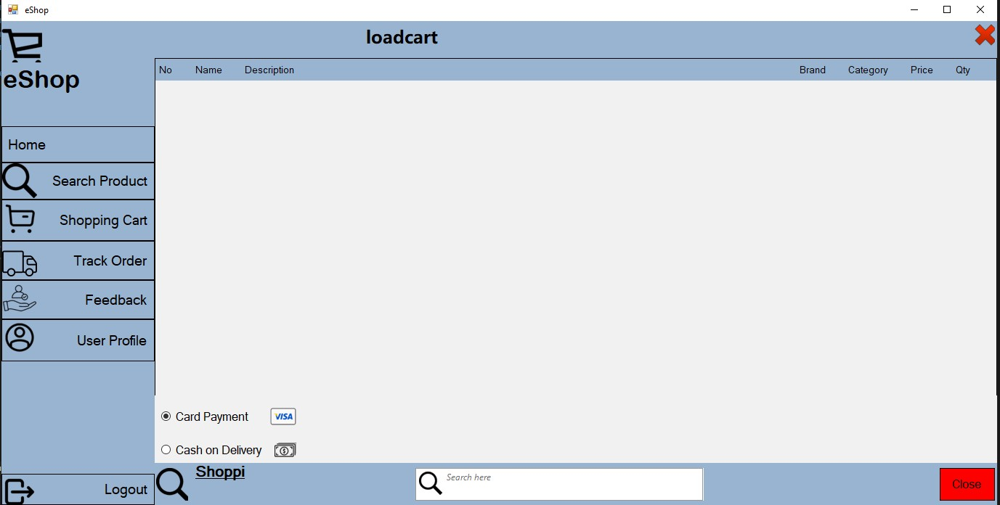 eShop
loadcart
eShop
No Name Description Brand Category Price Qty
Home
Search Product
Shopping Cart
Track Order
Feedback
User Profile
Card Payment VISA
Cash on Delivery
Logout
Shoppi
Search here
Close